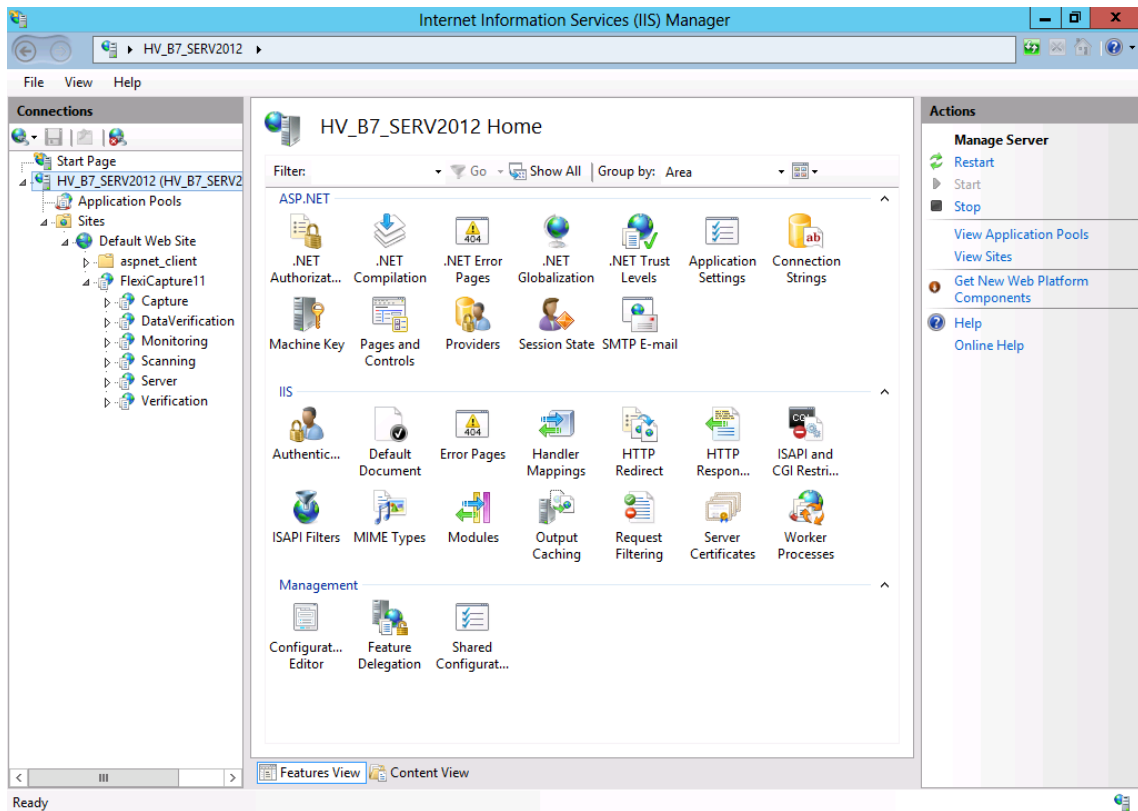 Internet Information Services (IIS) Manager
HV_B7_SERV2012
File View Help
Connections
Start Page
HV_B7_SERV2012 (HV_B7_SERV2
Application Pools
Sites
Default Web Site
aspnet_client
FlexiCapture11
Capture
DataVerification
Monitoring
Scanning
Server
Verification
HV_B7_SERV2012 Home
Filter: Go Show All Group by: Area
ASP.NET
.NET Authorizat...
.NET Compilation
.NET Error Pages
.NET Globalization
.NET Trust Levels
Application Settings
Connection Strings
Machine Key
Pages and Controls
Providers
Session State
SMTP E-mail
IIS
Authentic...
Default Document
Error Pages
Handler Mappings
HTTP Redirect
HTTP Respon...
ISAPI and CGI Restri...
ISAPI Filters
MIME Types
Modules
Output Caching
Request Filtering
Server Certificates
Worker Processes
Management
Configurat... Editor
Feature Delegation
Shared Configurat...
Features View Content View
Actions
Manage Server
Restart
Start
Stop
View Application Pools
View Sites
Get New Web Platform
Components
Help
Online Help
Ready